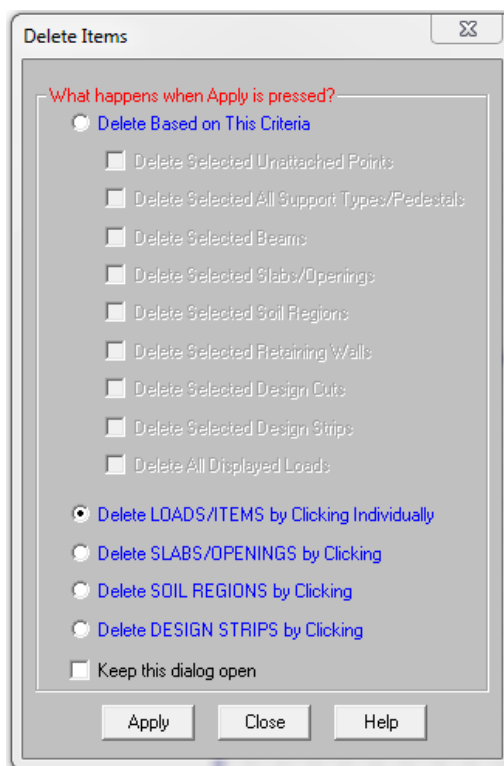 Delete Items
What happens when Apply is pressed?
Delete Based on This Criteria
Delete Selected Unattached Points
Delete Selected All Support Types/Pedestals
Delete Selected Beams
Delete Selected Slabs/Openings
Delete Selected Soil Regions
Delete Selected Retaining Walls
Delete Selected Design Cuts
Delete Selected Design Strips
Delete All Displayed Loads
Delete LOADS/ITEMS by Clicking Individually
Delete SLABS/OPENINGS by Clicking
Delete SOIL REGIONS by Clicking
Delete DESIGN STRIPS by Clicking
Keep this dialog open
Apply Close Help